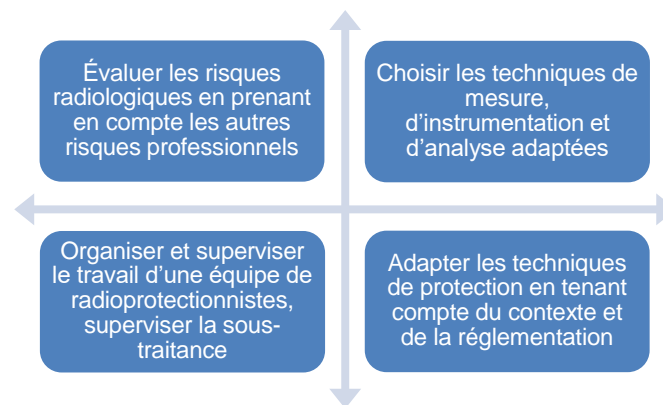 Évaluer les risques
radiologiques en prenant
en compte les autres
risques professionnels
Choisir les techniques de
mesure,
d'instrumentation et
d'analyse adaptées
Organiser et superviser
le travail d'une équipe de
radioprotectionnistes,
superviser la sous-
traitance
Adapter les techniques
de protection en tenant
compte du contexte et
de la réglementation